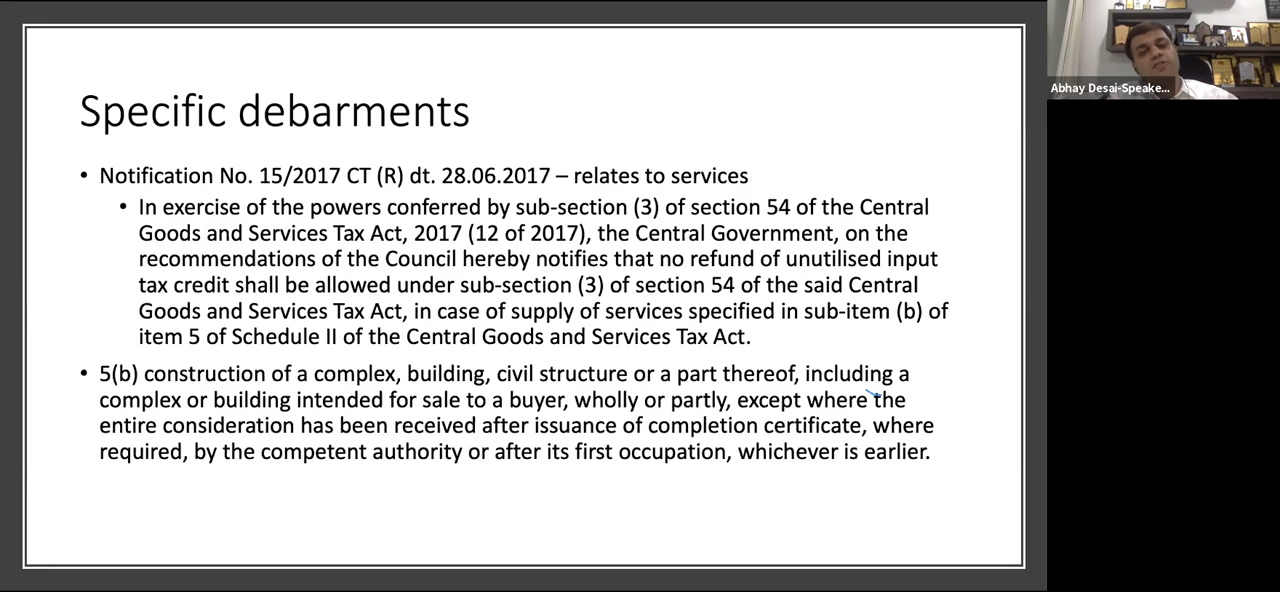 Specific debarments
• Notification No. 15/2017 CT (R) dt. 28.06.2017 – relates to services
• In exercise of the powers conferred by sub-section (3) of section 54 of the Central
Goods and Services Tax Act, 2017 (12 of 2017), the Central Government, on the
recommendations of the Council hereby notifies that no refund of unutilised input
tax credit shall be allowed under sub-section (3) of section 54 of the said Central
Goods and Services Tax Act, in case of supply of services specified in sub-item (b) of
item 5 of Schedule II of the Central Goods and Services Tax Act.
• 5(b) construction of a complex, building, civil structure or a part thereof, including a
complex or building intended for sale to a buyer, wholly or partly, except where the
entire consideration has been received after issuance of completion certificate, where
required, by the competent authority or after its first occupation, whichever is earlier.
Abhay Desai-Speake...